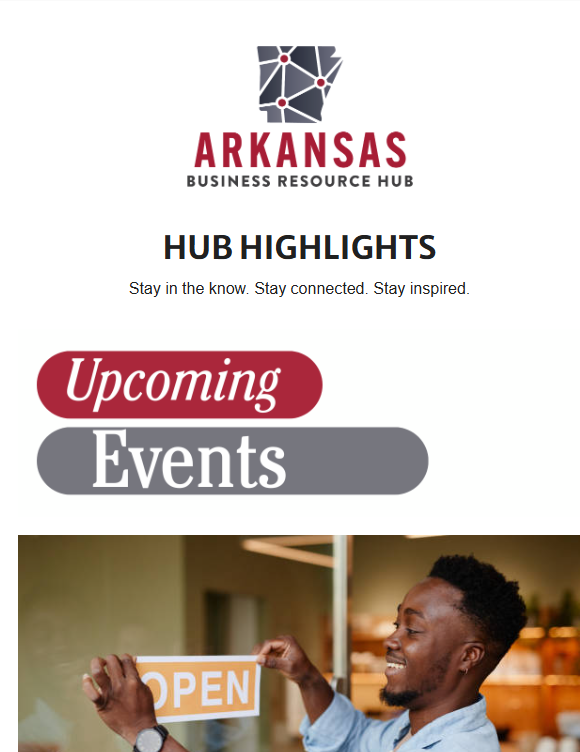 ARKANSAS
BUSINESS RESOURCE HUB
HUB HIGHLIGHTS
Stay in the know. Stay connected. Stay inspired.
Upcoming
Events
OPEN